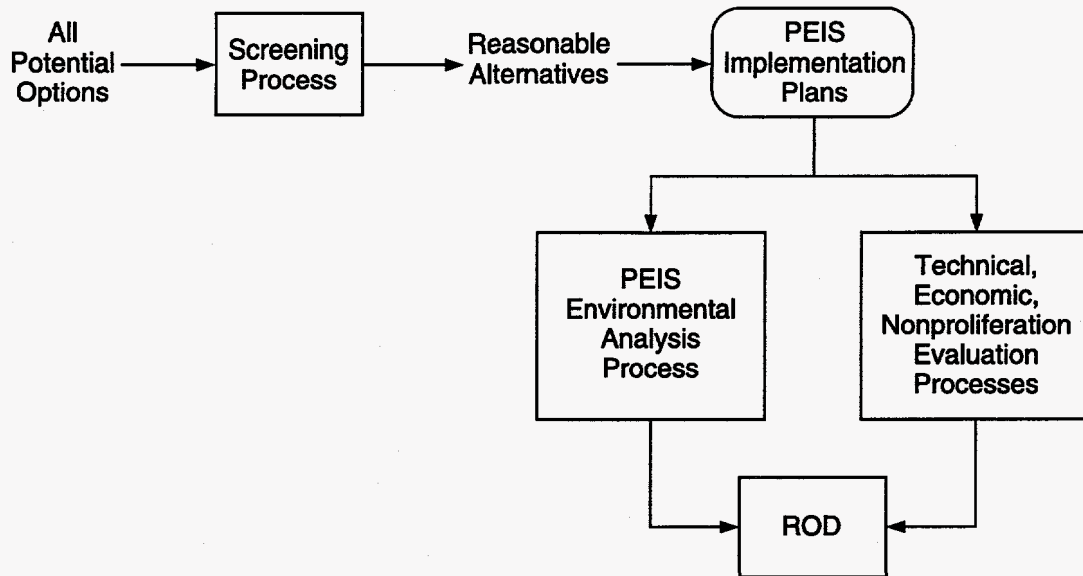 All
Potential
Options
Screening
Process
Reasonable
Alternatives
PEIS
Implementation
Plans
PEIS
Environmental
Analysis
Process
Technical,
Economic,
Nonproliferation
Evaluation
Processes
ROD